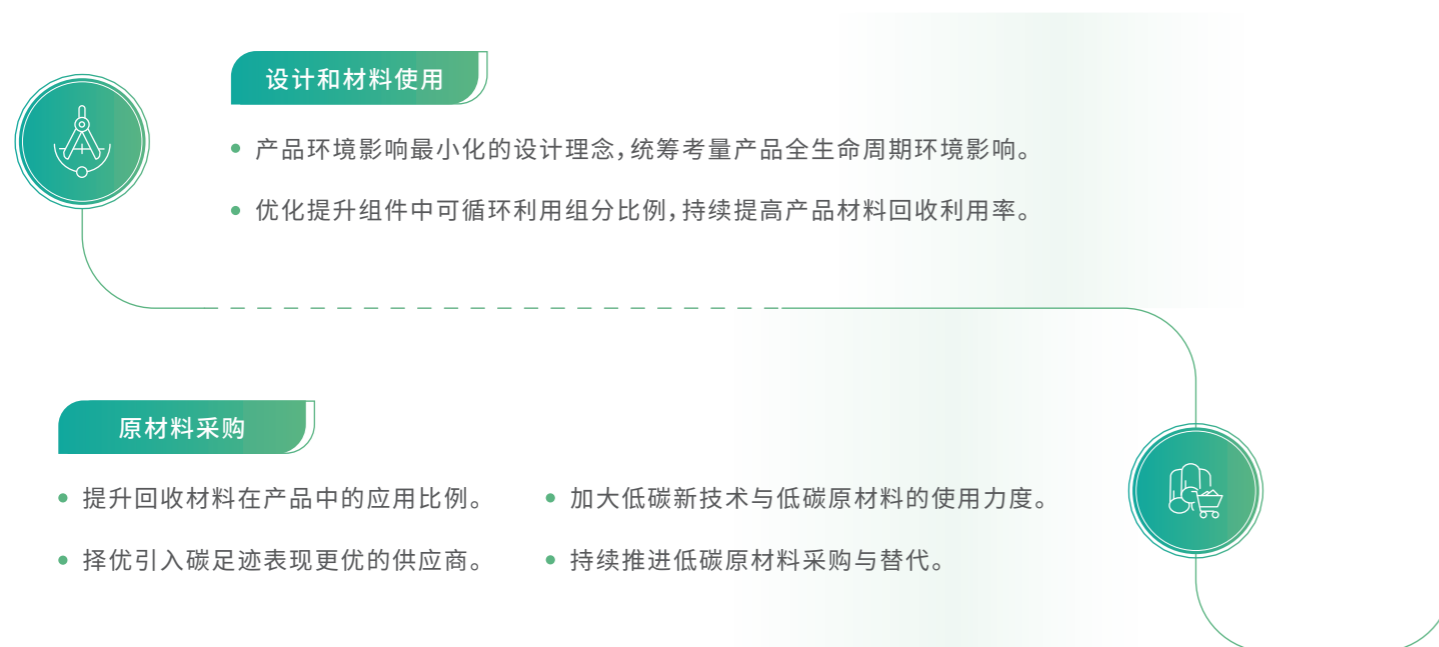 设计和材料使用
产品环境影响最小化的设计理念，统筹考量产品全生命周期环境影响。
优化提升组件中可循环利用组分比例，持续提高产品材料回收利用率。
原材料采购
提升回收材料在产品中的应用比例。
择优引入碳足迹表现更优的供应商。
加大低碳新技术与低碳原材料的使用力度。
持续推进低碳原材料采购与替代。